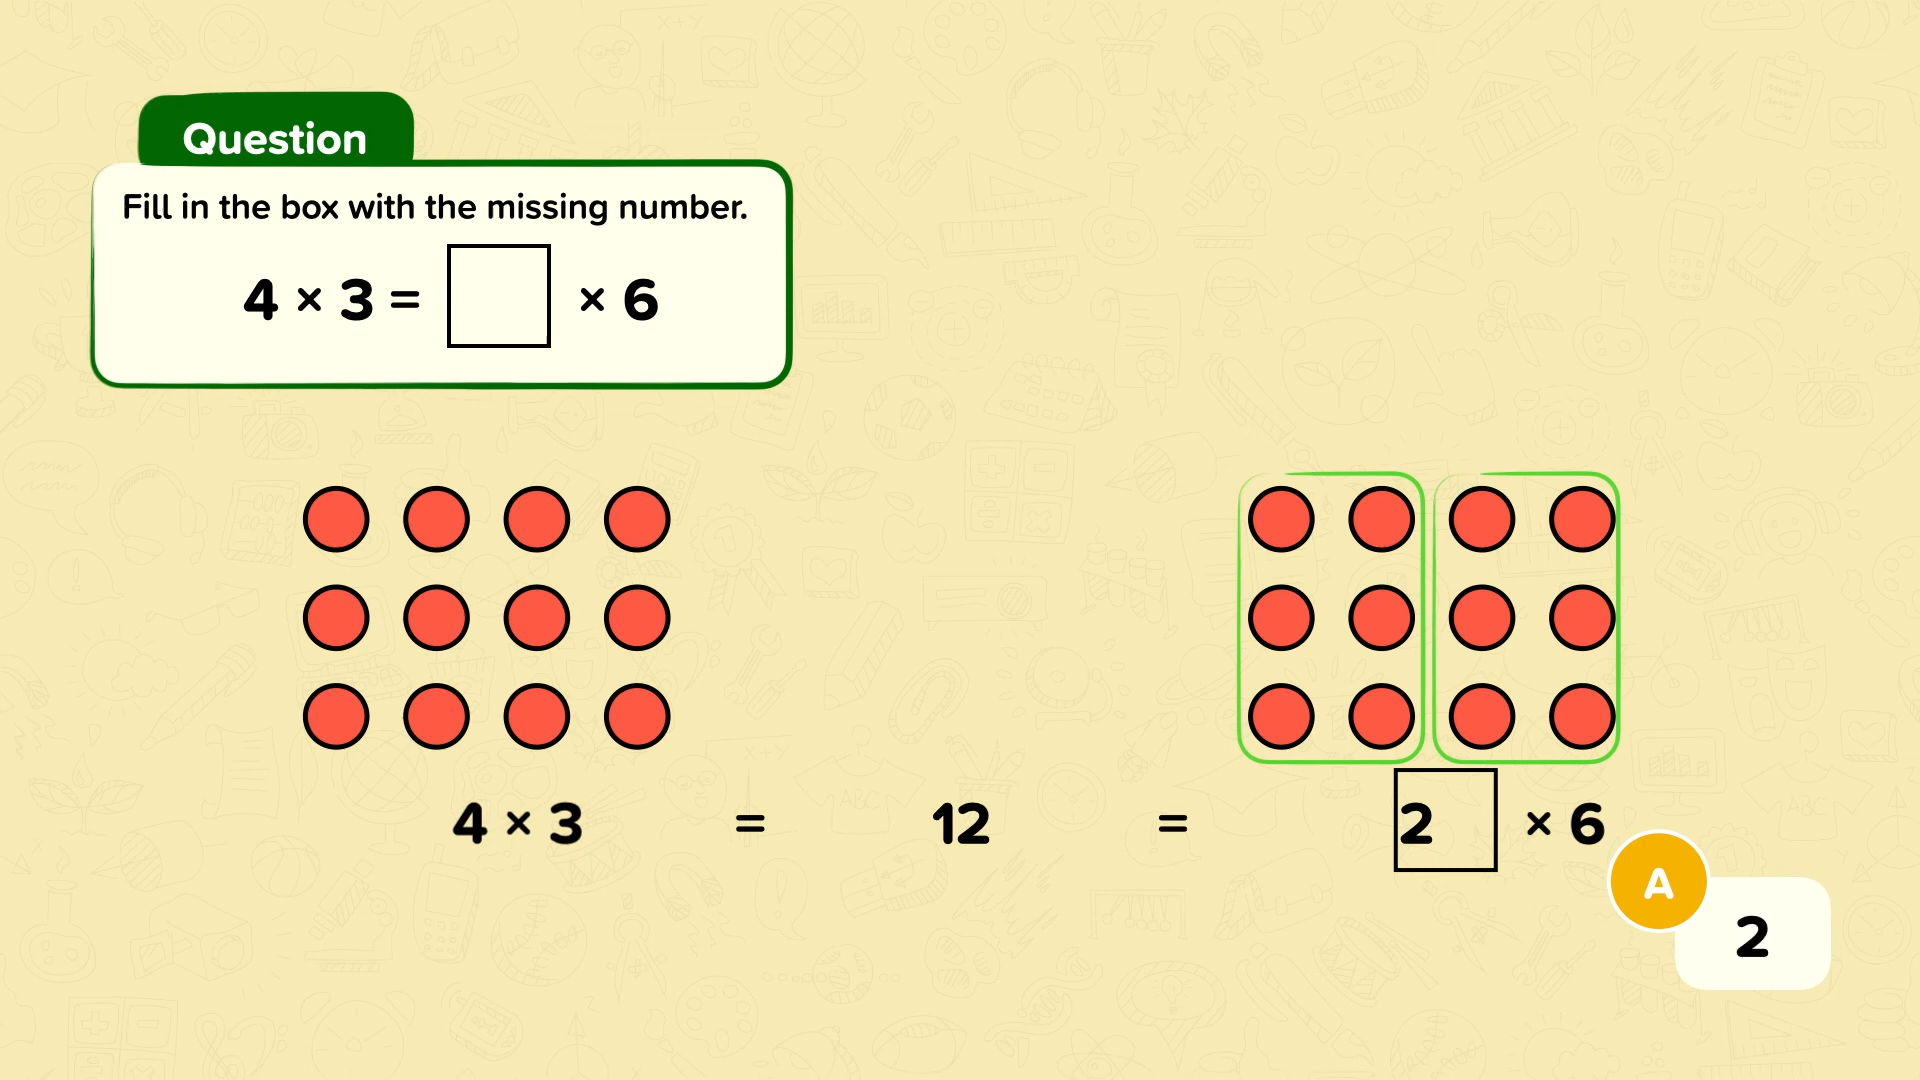 Question
Fill in the box with the missing number.
4 × 3 = × 6
4 × 3 = 12 = 2 × 6
A
2